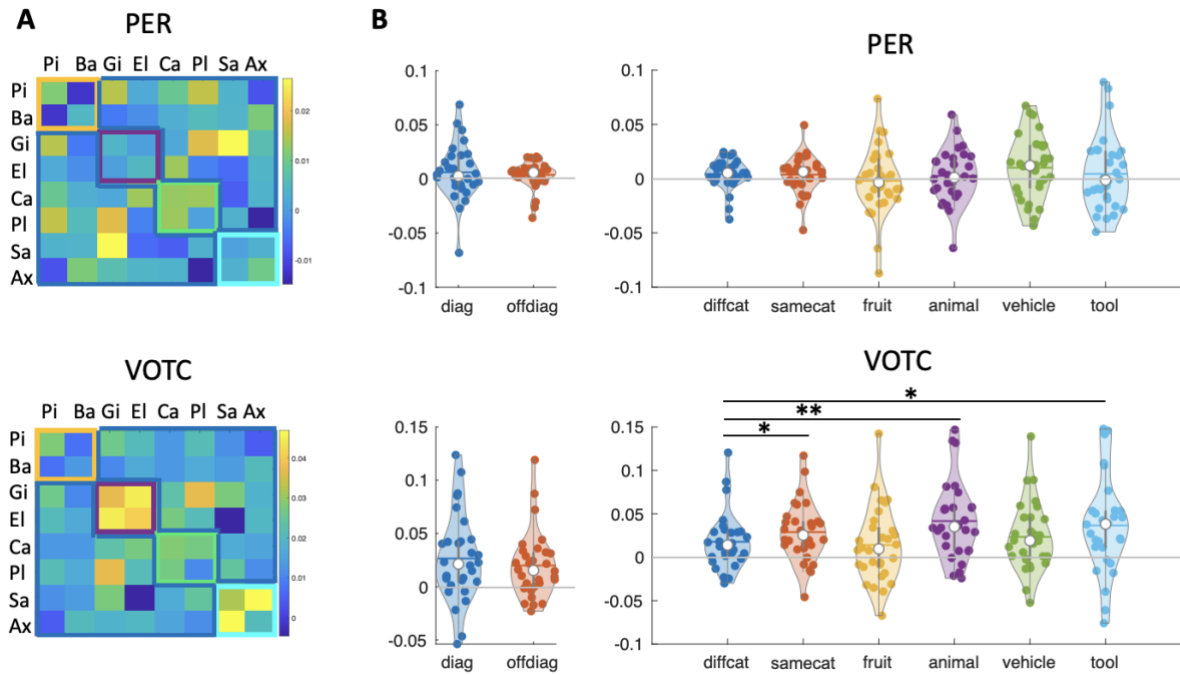 A
PER
Pi Ba Gi El Ca Pl Sa Ax
Pi
Ba
Gi
El
Ca
Pl
Sa
Ax
0.02
0.01
0
-0.01
VOTC
Pi Ba Gi El Ca Pl Sa Ax
Pi
Ba
Gi
El
Ca
Pl
Sa
Ax
0.04
0.03
0.02
0.01
0
B
0.1
0.05
0
-0.05
-0.1
diag offdiag
PER
0.1
0.05
0
-0.05
-0.1
diffcat samecat fruit animal vehicle tool
0.15
0.1
0.05
0
-0.05
diag offdiag
VOTC
*
**
*
0.15
0.1
0.05
0
-0.05
-0.1
diffcat samecat fruit animal vehicle tool